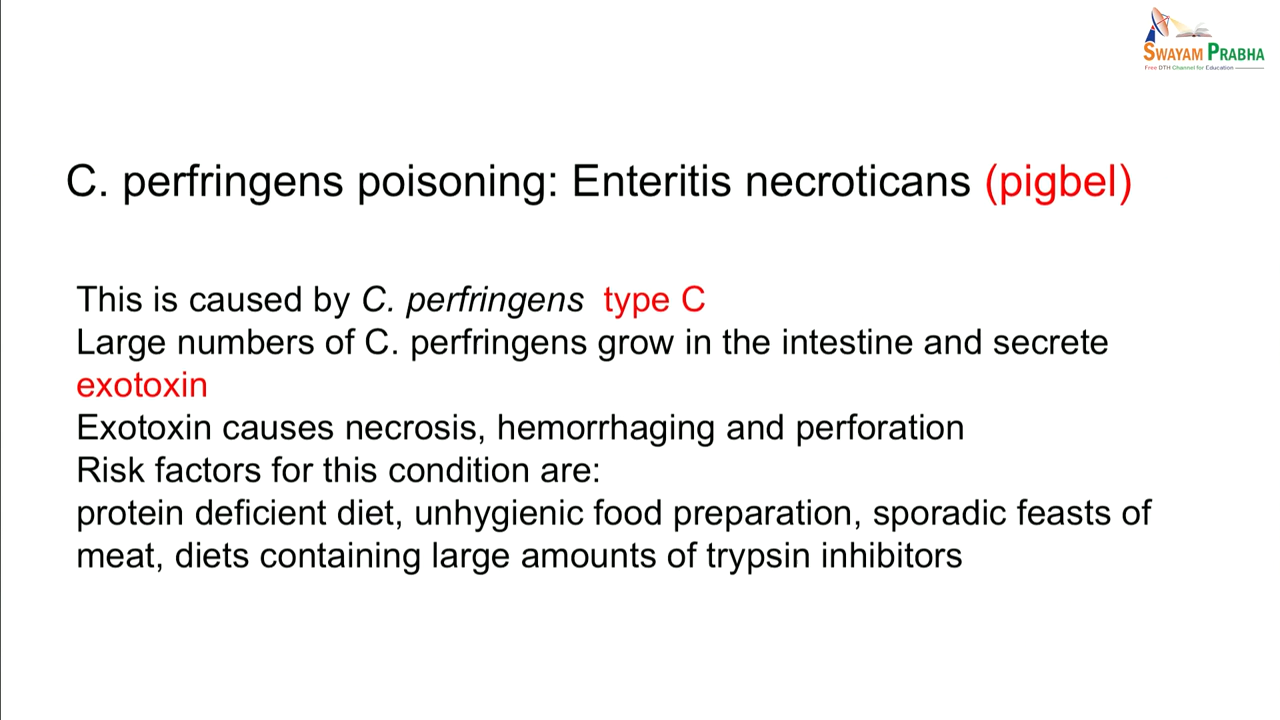 SWAYAM PRABHA
Free DTH Channel for Education
C. perfringens poisoning: Enteritis necroticans (pigbel)
This is caused by C. perfringens type C
Large numbers of C. perfringens grow in the intestine and secrete
exotoxin
Exotoxin causes necrosis, hemorrhaging and perforation
Risk factors for this condition are:
protein deficient diet, unhygienic food preparation, sporadic feasts of
meat, diets containing large amounts of trypsin inhibitors